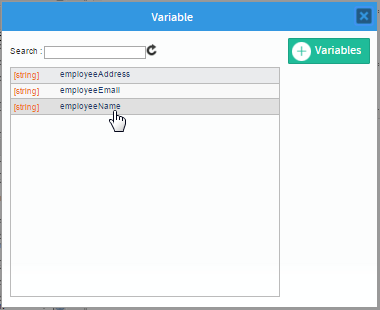 Variable
Search :
Variables
[string] employeeAddress
[string] employeeEmail
[string] employeeName